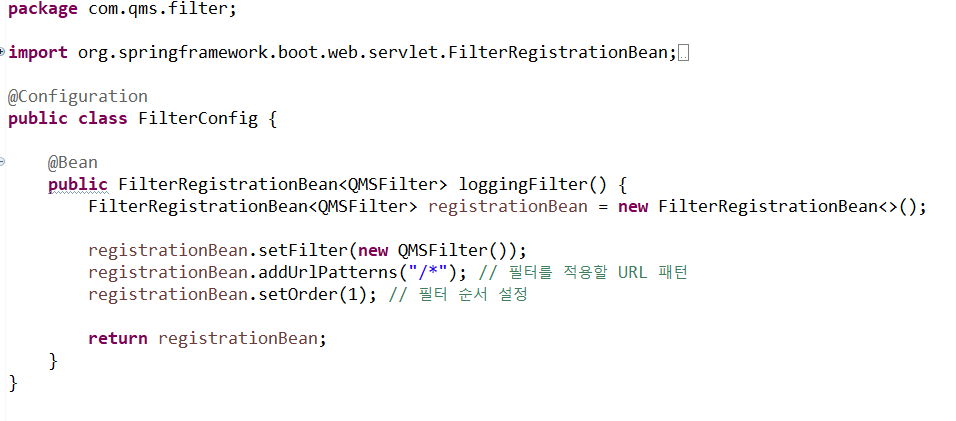 package com.qms.filter;
import org.springframework.boot.web.servlet.FilterRegistrationBean;
@Configuration
public class FilterConfig {
@Bean
public FilterRegistrationBean<QMSFilter> loggingFilter() {
FilterRegistrationBean<QMSFilter> registrationBean = new FilterRegistrationBean<>();
registrationBean.setFilter(new QMSFilter());
registrationBean.addUrlPatterns("/*"); // 필터를 적용할 URL 패턴
registrationBean.setOrder(1); // 필터 순서 설정
return registrationBean;
}
}